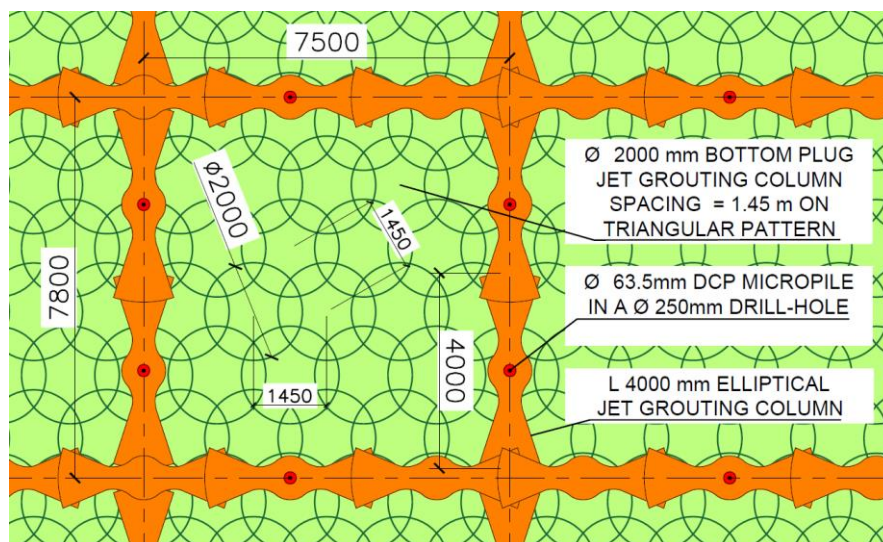 7500
Ø 2000 mm BOTTOM PLUG
JET GROUTING COLUMN
SPACING = 1.45 m ON
TRIANGULAR PATTERN
ø2000
1450
7800
Ø 63.5mm DCP MICROPILE
IN A Ø 250mm DRILL-HOLE
4000
1450
L 4000 mm ELLIPTICAL
JET GROUTING COLUMN